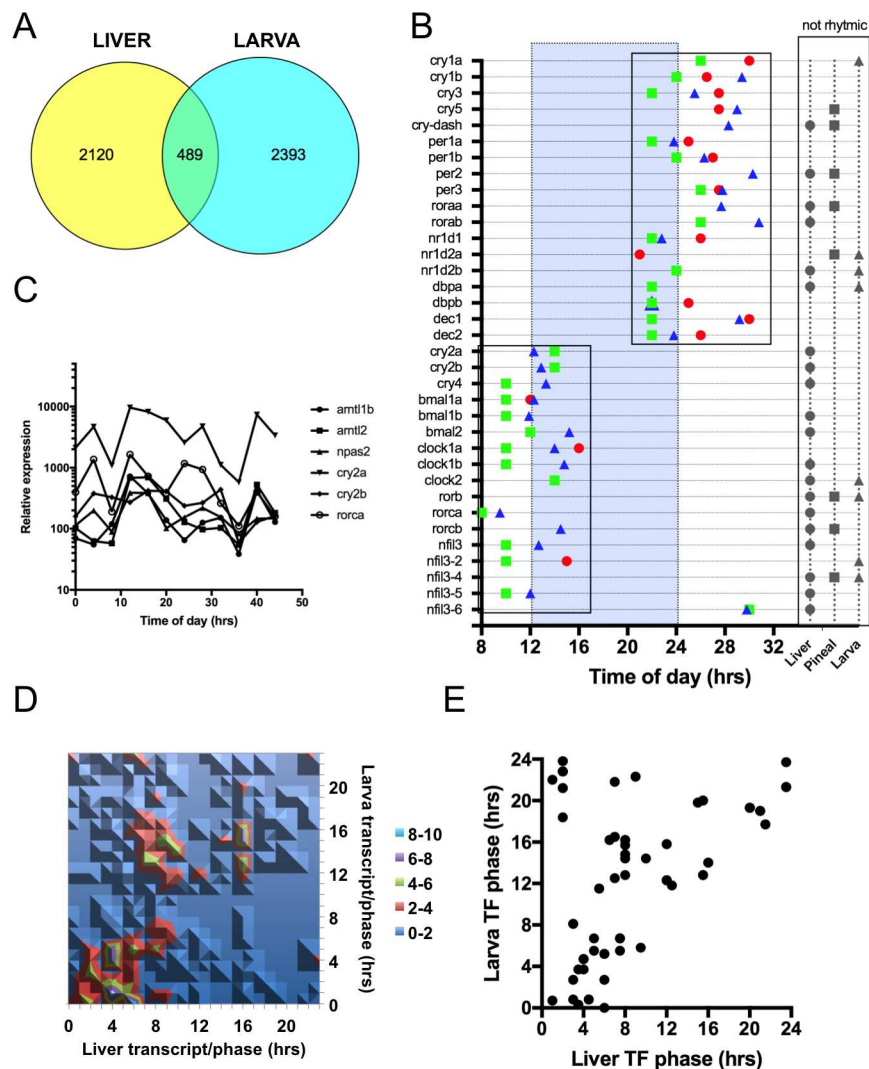 A
LIVER
LARVA
2120
489
2393
B
not rhytmic
cry1a
cry1b
cry3
cry5
cry-dash
per1a
per1b
per2
per3
roraa
rorab
nr1d1
nr1d2a
nr1d2b
dbpa
dbpb
dec1
dec2
cry2a
cry2b
cry4
bmal1a
bmal1b
bmal2
clock1a
clock1b
clock2
rorb
rorca
rorcb
nfil3
nfil3-2
nfil3-4
nfil3-5
nfil3-6
8 12 16 20 24 28 32
Liver
Pineal
Larva
Time of day (hrs)
C
Relative expression
10000
1000
100
10
0 10 20 30 40 50
Time of day (hrs)
arntl1b
arntl2
npas2
cry2a
cry2b
rorca
D
Larva transcript/phase (hrs)
20
16
12
8
4
0
0 4 8 12 16 20
Liver transcript/phase (hrs)
8-10
6-8
4-6
2-4
0-2
E
Larva TF phase (hrs)
24
20
16
12
8
4
0
0 4 8 12 16 20 24
Liver TF phase (hrs)